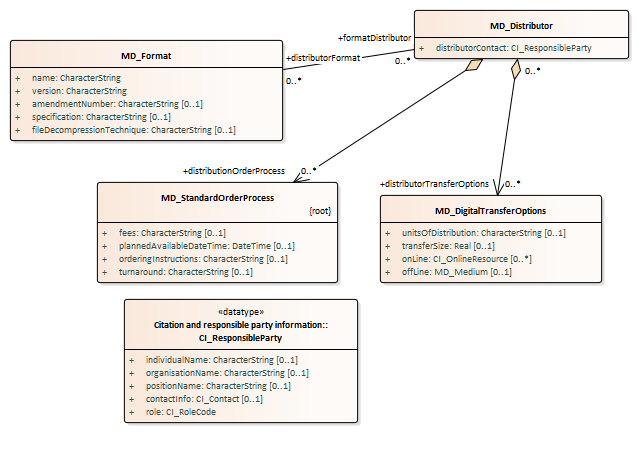 MD_Distributor
+ distributorContact: CI_ResponsibleParty
+formatDistributor
0..*
0..*
+distributorFormat
0..*
MD_Format
+ name: CharacterString
+ version: CharacterString
+ amendmentNumber: CharacterString [0..1]
+ specification: CharacterString [0..1]
+ fileDecompressionTechnique: CharacterString [0..1]
+distributionOrderProcess
0..*
MD_StandardOrderProcess
{root}
+ fees: CharacterString [0..1]
+ plannedAvailableDateTime: DateTime [0..1]
+ orderingInstructions: CharacterString [0..1]
+ turnaround: CharacterString [0..1]
+distributorTransferOptions
0..*
MD_DigitalTransferOptions
+ unitsOfDistribution: CharacterString [0..1]
+ transferSize: Real [0..1]
+ onLine: CI_OnlineResource [0..*]
+ offLine: MD_Medium [0..1]
«datatype»
Citation and responsible party information::
CI_ResponsibleParty
+ individualName: CharacterString [0..1]
+ organisationName: CharacterString [0..1]
+ positionName: CharacterString [0..1]
+ contactInfo: CI_Contact [0..1]
+ role: CI_RoleCode